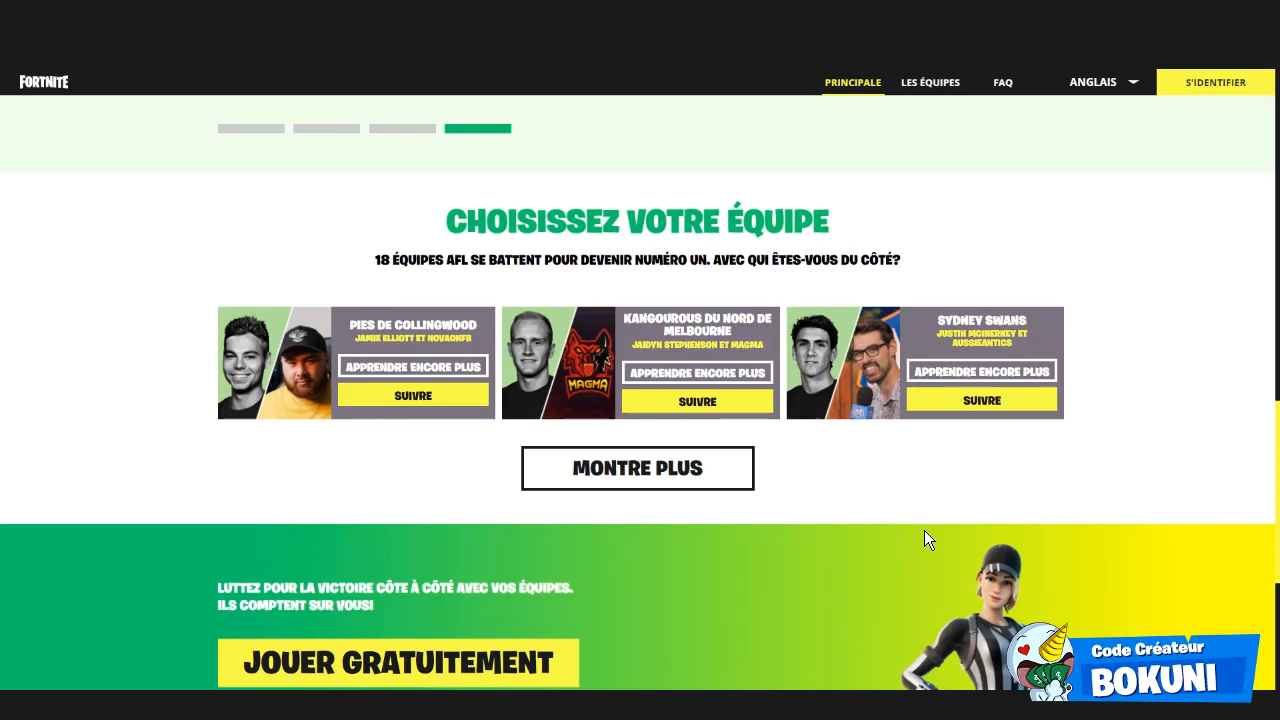 FORTNITE
PRINCIPALE
LES ÉQUIPES
FAQ
ANGLAIS
S'IDENTIFIER
CHOISISSEZ VOTRE ÉQUIPE
18 ÉQUIPES AFL SE BATTENT POUR DEVENIR NUMÉRO UN. AVEC QUI ÊTES-VOUS DU CÔTÉ?
PIES DE COLLINGWOOD
JAMIE ELLIOTT ET NOVAONFB
APPRENDRE ENCORE PLUS
SUIVRE
MAGMA
KANGOUROUS DU NORD DE
MELBOURNE
JAIDYN STEPHENSON ET MAGMA
APPRENDRE ENCORE PLUS
SUIVRE
SYDNEY SWANS
JUSTIN MCINERNEY ET
AUSSIEANTICS
APPRENDRE ENCORE PLUS
SUIVRE
MONTRE PLUS
LUTTEZ POUR LA VICTOIRE CÔTE À CÔTÉ AVEC VOS ÉQUIPES.
ILS COMPTENT SUR VOUS!
JOUER GRATUITEMENT
Code Créateur
BOKUNI